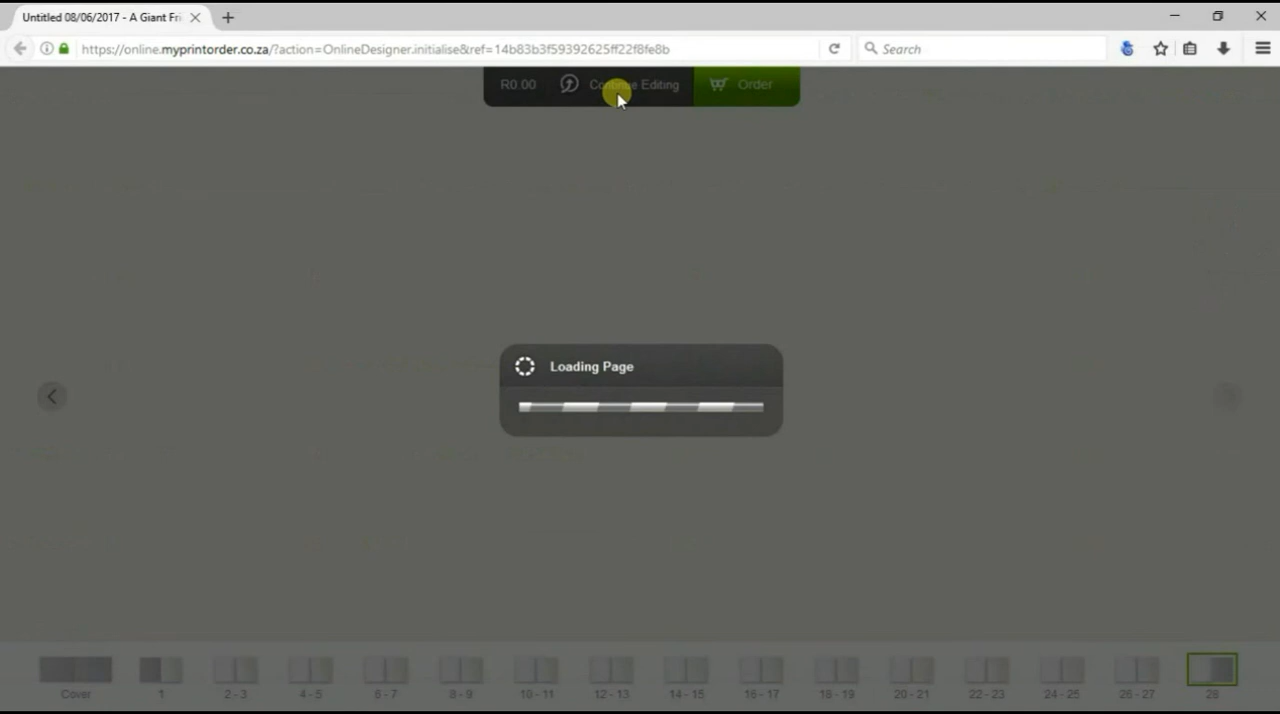 Untitled 08/06/2017 - A Giant Fri
https://online.myprintorder.co.za/?action=OnlineDesigner.initialise&ref=14b83b3f59392625ff22f8fe8b
Search
R0.00 Continue Editing Order
Loading Page
Cover 1 2 - 3 4 - 5 6 - 7 8 - 9 10 - 11 12 - 13 14 - 15 16 - 17 18 - 19 20 - 21 22 - 23 24 - 25 26 - 27 28